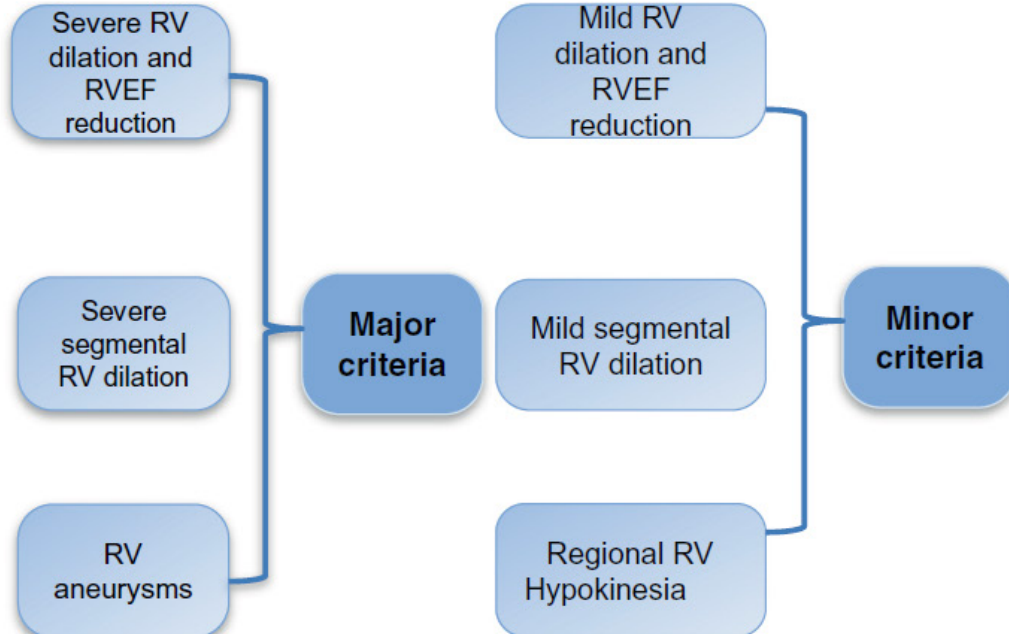 Severe RV
dilation and
RVEF
reduction
Severe
segmental
RV dilation
RV
aneurysms
Major
criteria
Mild RV
dilation and
RVEF
reduction
Mild segmental
RV dilation
Regional RV
Hypokinesia
Minor
criteria